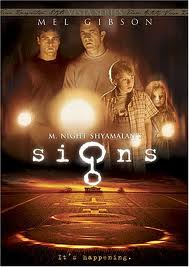 VISTA SERIES
MEL GIBSON
M. NIGHT SHYAMALAN'S
signs
It's happening.